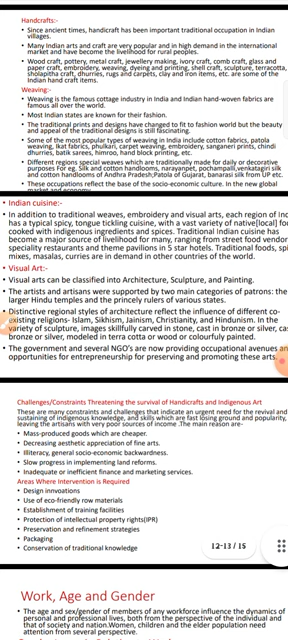 Handicrafts:-
• Since ancient times, handicraft has been important traditional occupation in Indian
villages.
• Many Indian arts and craft are very popular and in high demand in the international
market and have become the livelihood for rural peoples.
• Wood craft, pottery, metal craft, jewellery making, ivory craft, comb craft, glass and
paper craft, embroidery, weaving, dyeing and printing, shell craft, sculpture, terracotta,
sholapitha craft, dhurries, rugs and carpets, clay and iron items, etc. are some of the
Indian hand craft items.
Weaving:-
• Weaving is the famous cottage industry in India and Indian hand-woven fabrics are
famous all over the world.
• Most Indian states are known for their fashion.
• The traditional prints and designs have changed to fit to fashion world but the beauty
and appeal of the traditional designs is still fascinating.
• Some of the most popular types of weaving in India include cotton fabrics, patola
weaving, Ikat fabrics, phulkari, carpet weaving, embroidery, sanganeri prints, chindi
dhurries, batik sarees, himroo, hand block printing, etc.
• Different regions special weaves which are traditionally made for daily or decorative
purposes For eg. Silk and cotton handlooms, narayanpet, pochampalli,venkatagiri silk
and cotton handlooms of Andhra Pradesh;Patola of Gujarat, banarasi silk from UP etc.
• These occupations reflect the base of the socio-economic culture. In the new global
market and economy
• Indian cuisine:-
• In addition to traditional weaves, embroidery and visual arts, each region of Ind
has a typical spicy, tongue tickling cuisine, with a vast variety of native[local] foo
cooked with indigenous ingredients and spices. Traditional Indian cuisine has
become a major source of livelihood for many, ranging from street food vendor
speciality restaurants and theme pavilions in 5 star hotels. Traditional foods, spi
mixes, masalas, curries are in demand in other countries of the world.
• Visual Art:-
• Visual arts can be classified into Architecture, Sculpture, and Painting.
• The artists and artisans were supported by two main categories of patrons: the
larger Hindu temples and the princely rulers of various states.
• Distinctive regional styles of architecture reflect the influence of different co-
existing religions- Islam, Sikhism, Jainism, Christianity, and Hinduism. In the
variety of sculpture, images skillfully carved in stone, cast in bronze or silver, cas
bronze or silver, modeled in terra cotta or wood or colourfully painted.
• The government and several NGO's are now providing occupational avenues an
opportunities for entrepreneurship for preserving and promoting these arts.
Challenges/Constraints Threatening the survival of Handicrafts and Indigenous Art
These are many constraints and challenges that indicate an urgent need for the revival and
sustaining of indigenous knowledge, and skills which are fast losing ground and popularity,
leaving the artisans with very poor sources of income .The main reason are-
• Mass-produced goods which are cheaper.
• Decreasing aesthetic appreciation of fine arts.
• Illiteracy, general socio-economic backwardness.
• Slow progress in implementing land reforms.
• Inadequate or inefficient finance and marketing services.
Areas Where Intervention is Required
• Design innvoations
• Use of eco-friendly row materials
• Establishment of training facilities
• Protection of intellectual property rights(IPR)
• Preservation and refinement strategies
• Packaging
• Conservation of traditional knowledge
12-13 / 15
Work, Age and Gender
• The age and sex/gender of members of any workforce influence the dynamics of
personal and professional lives, both from the perspective of the individual and
that of society and nation.Women, children and the elder population need
attention from several perspective.